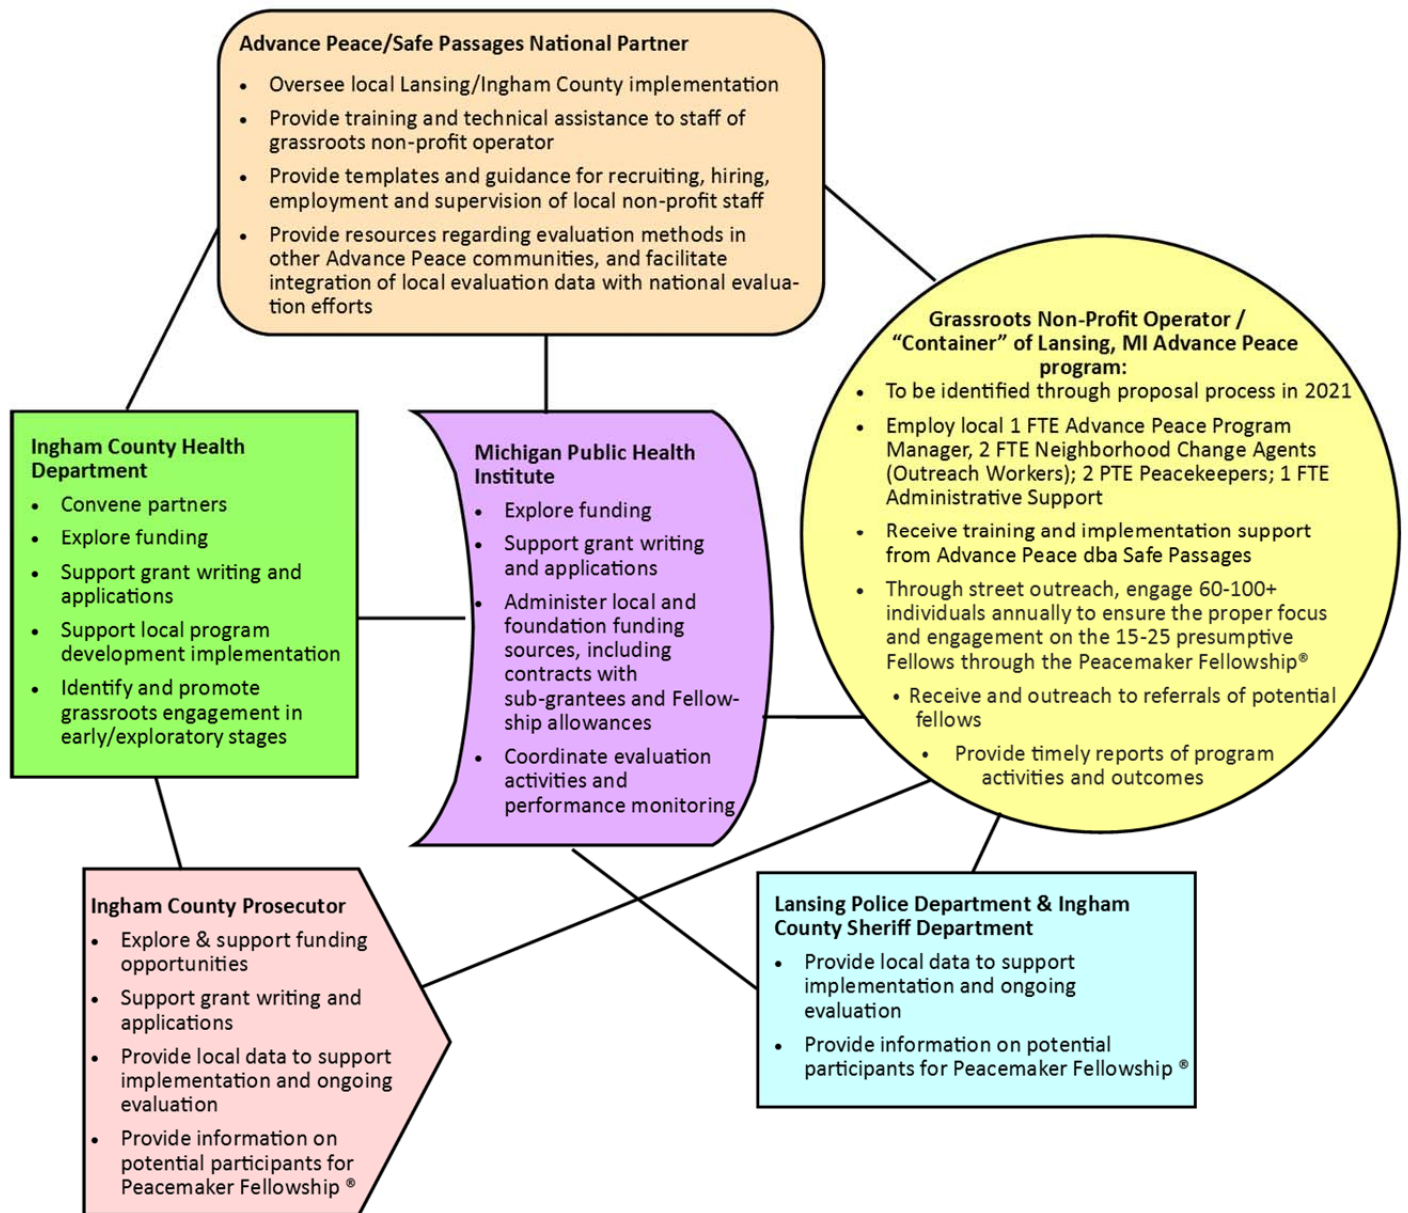 Advance Peace/Safe Passages National Partner
• Oversee local Lansing/Ingham County implementation
• Provide training and technical assistance to staff of
grassroots non-profit operator
• Provide templates and guidance for recruiting, hiring,
employment and supervision of local non-profit staff
• Provide resources regarding evaluation methods in
other Advance Peace communities, and facilitate
integration of local evaluation data with national evalua-
tion efforts
Grassroots Non-Profit Operator /
“Container” of Lansing, MI Advance Peace
program:
• To be identified through proposal process in 2021
• Employ local 1 FTE Advance Peace Program
Manager, 2 FTE Neighborhood Change Agents
(Outreach Workers); 2 PTE Peacekeepers; 1 FTE
Administrative Support
• Receive training and implementation support
from Advance Peace dba Safe Passages
• Through street outreach, engage 60-100+
individuals annually to ensure the proper focus
and engagement on the 15-25 presumptive
Fellows through the Peacemaker Fellowship®
• Receive and outreach to referrals of potential
fellows
• Provide timely reports of program
activities and outcomes
Ingham County Health
Department
• Convene partners
• Explore funding
• Support grant writing and
applications
• Support local program
development implementation
• Identify and promote
grassroots engagement in
early/exploratory stages
Michigan Public Health
Institute
• Explore funding
• Support grant writing
and applications
• Administer local and
foundation funding
sources, including
contracts with
sub-grantees and Fellow-
ship allowances
• Coordinate evaluation
activities and
performance monitoring
Ingham County Prosecutor
• Explore & support funding
opportunities
• Support grant writing and
applications
• Provide local data to support
implementation and ongoing
evaluation
• Provide information on
potential participants for
Peacemaker Fellowship ®
Lansing Police Department & Ingham
County Sheriff Department
• Provide local data to support
implementation and ongoing
evaluation
• Provide information on potential
participants for Peacemaker Fellowship ®